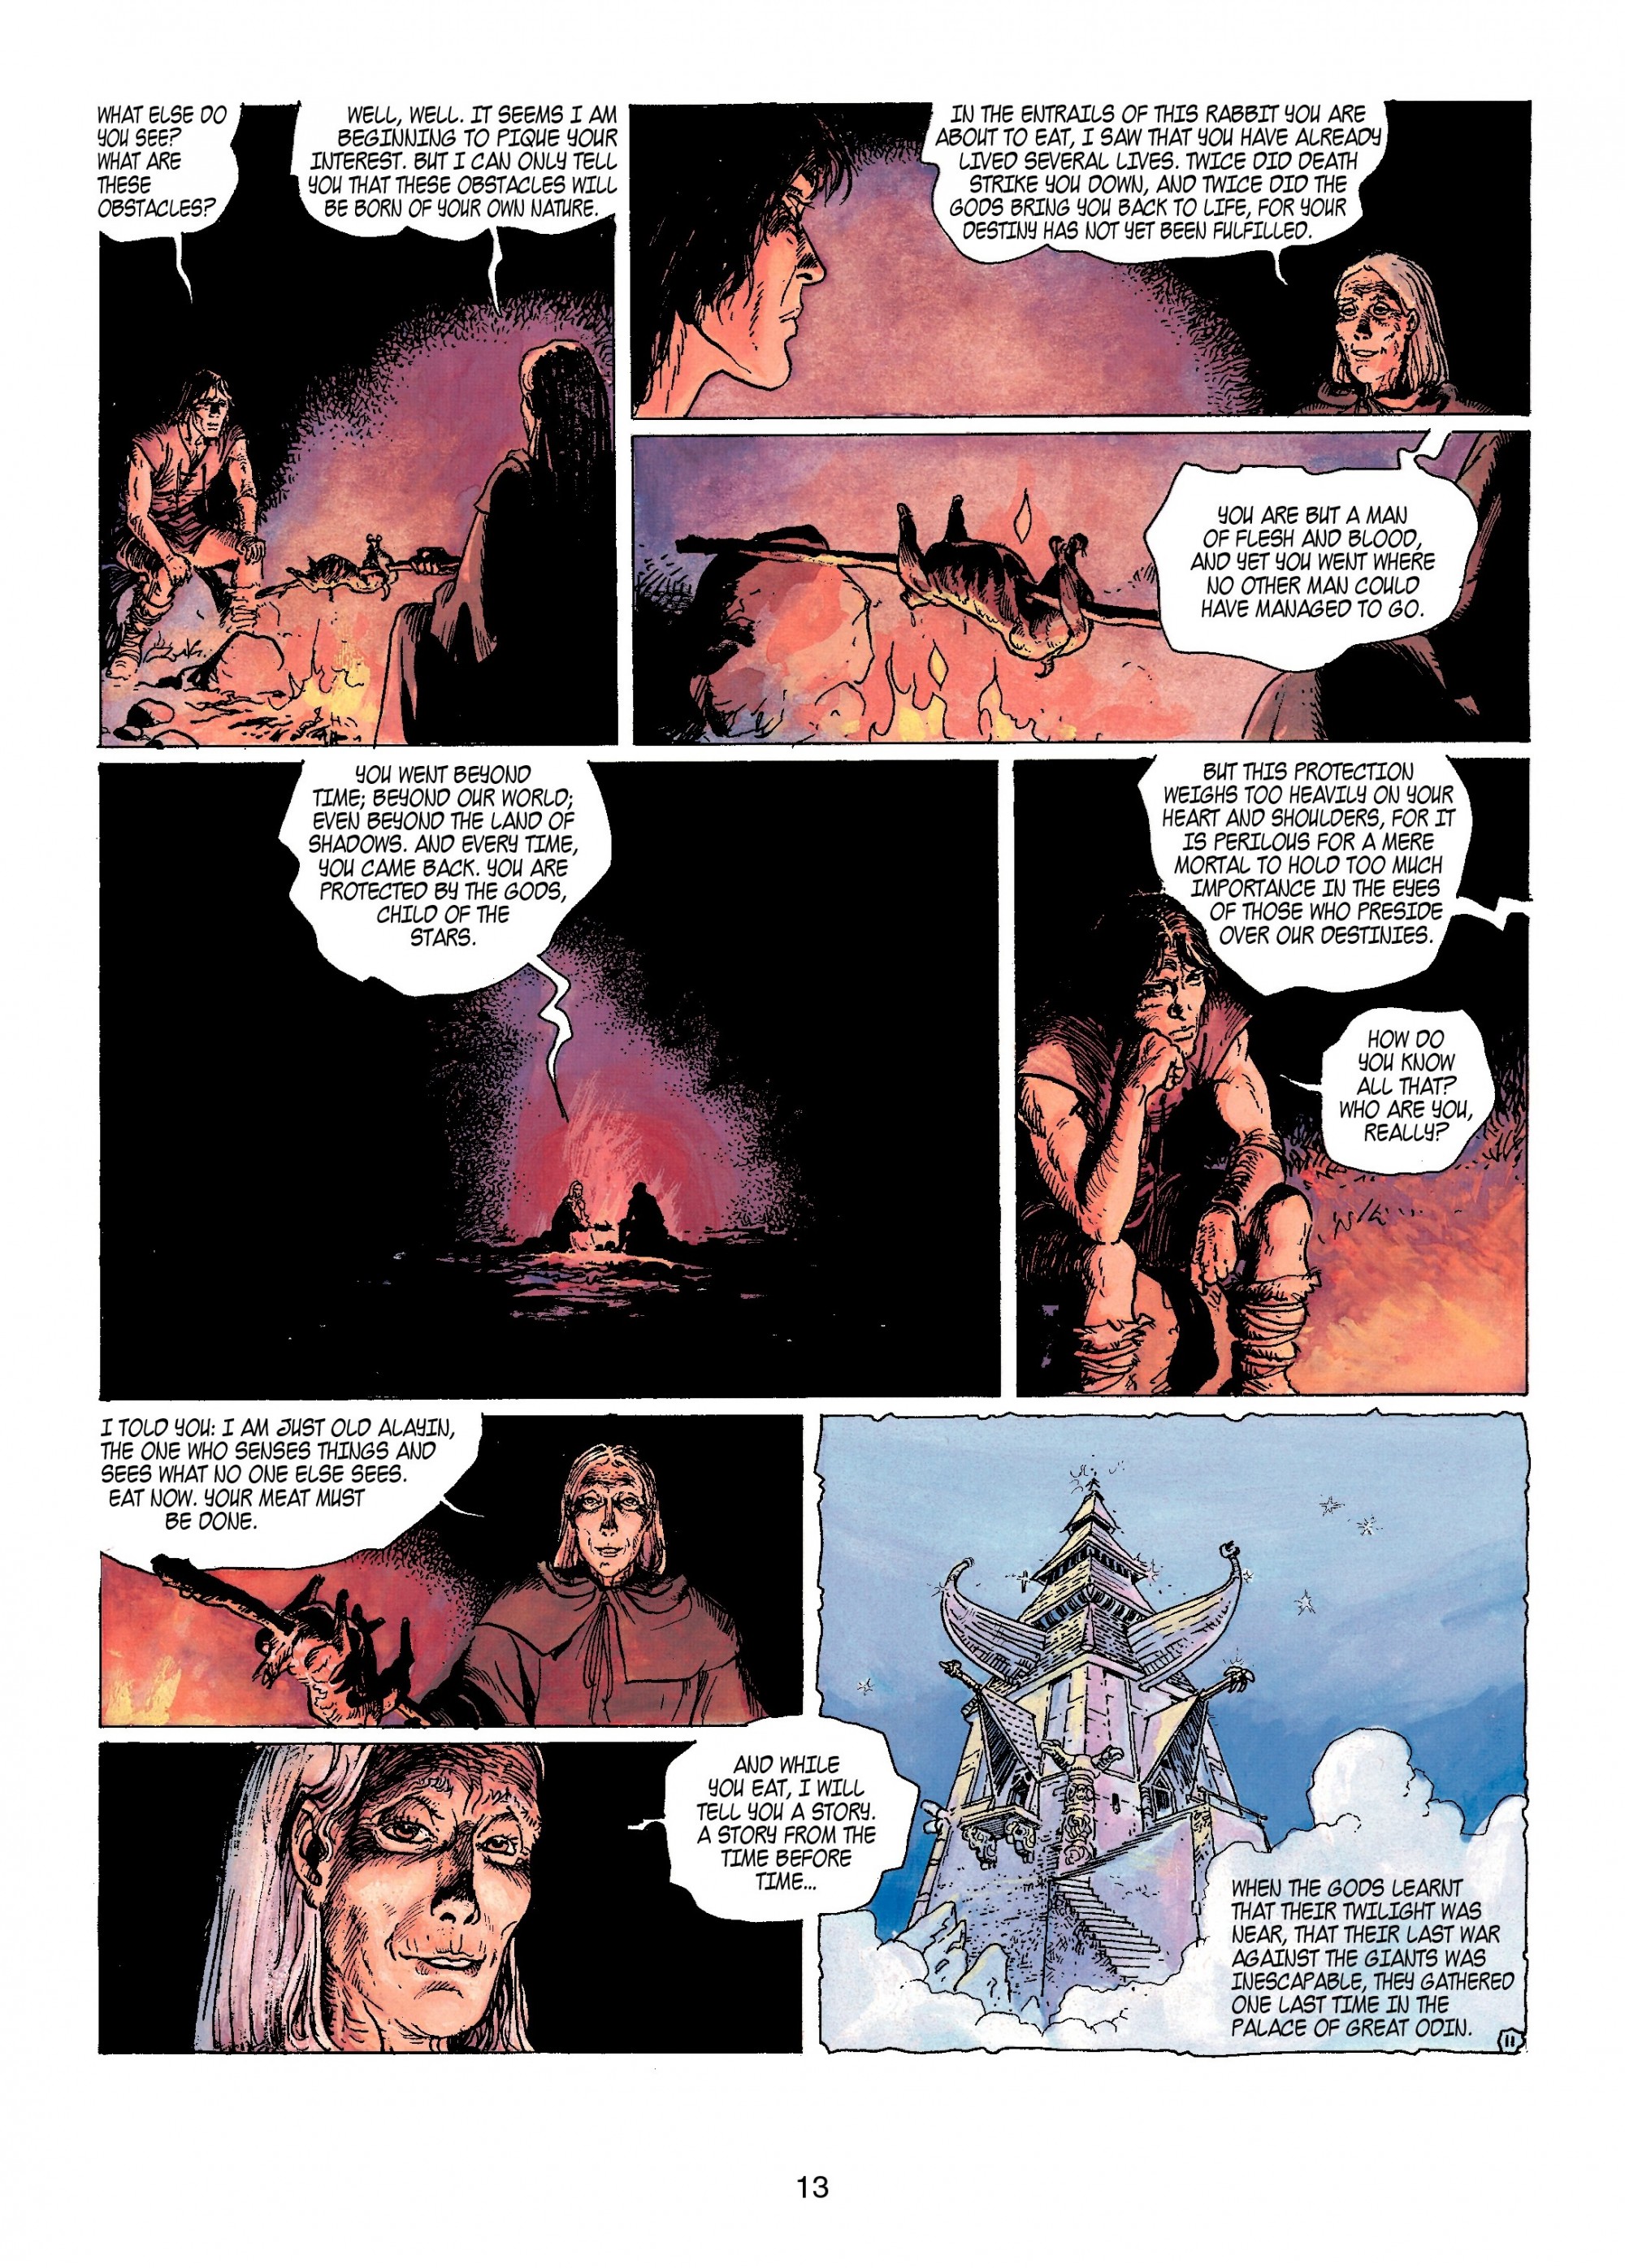 WHAT ELSE DO
YOU SEE?
WHAT ARE
THESE
OBSTACLES?
WELL, WELL. IT SEEMS I AM
BEGINNING TO PIQUE YOUR
INTEREST. BUT I CAN ONLY TELL
YOU THAT THESE OBSTACLES WILL
BE BORN OF YOUR OWN NATURE.
IN THE ENTRAILS OF THIS RABBIT YOU ARE
ABOUT TO EAT, I SAW THAT YOU HAVE ALREADY
LIVED SEVERAL LIVES. TWICE DID DEATH
STRIKE YOU DOWN, AND TWICE DID THE
GODS BRING YOU BACK TO LIFE, FOR YOUR
DESTINY HAS NOT YET BEEN FULFILLED.
YOU ARE BUT A MAN
OF FLESH AND BLOOD,
AND YET YOU WENT WHERE
NO OTHER MAN COULD
HAVE MANAGED TO GO.
YOU WENT BEYOND
TIME; BEYOND OUR WORLD;
EVEN BEYOND THE LAND OF
SHADOWS. AND EVERY TIME,
YOU CAME BACK. YOU ARE
PROTECTED BY THE GODS,
CHILD OF THE
STARS.
BUT THIS PROTECTION
WEIGHS TOO HEAVILY ON YOUR
HEART AND SHOULDERS, FOR IT
IS PERILOUS FOR A MERE
MORTAL TO HOLD TOO MUCH
IMPORTANCE IN THE EYES
OF THOSE WHO PRESIDE
OVER OUR DESTINIES.
HOW DO
YOU KNOW
ALL THAT?
WHO ARE YOU,
REALLY?
I TOLD YOU: I AM JUST OLD ALAYIN,
THE ONE WHO SENSES THINGS AND
SEES WHAT NO ONE ELSE SEES.
EAT NOW. YOUR MEAT MUST
BE DONE.
AND WHILE
YOU EAT, I WILL
TELL YOU A STORY.
A STORY FROM THE
TIME BEFORE
TIME...
WHEN THE GODS LEARNT
THAT THEIR TWILIGHT WAS
NEAR, THAT THEIR LAST WAR
AGAINST THE GIANTS WAS
INESCAPABLE, THEY GATHERED
ONE LAST TIME IN THE
PALACE OF GREAT ODIN.
11
13